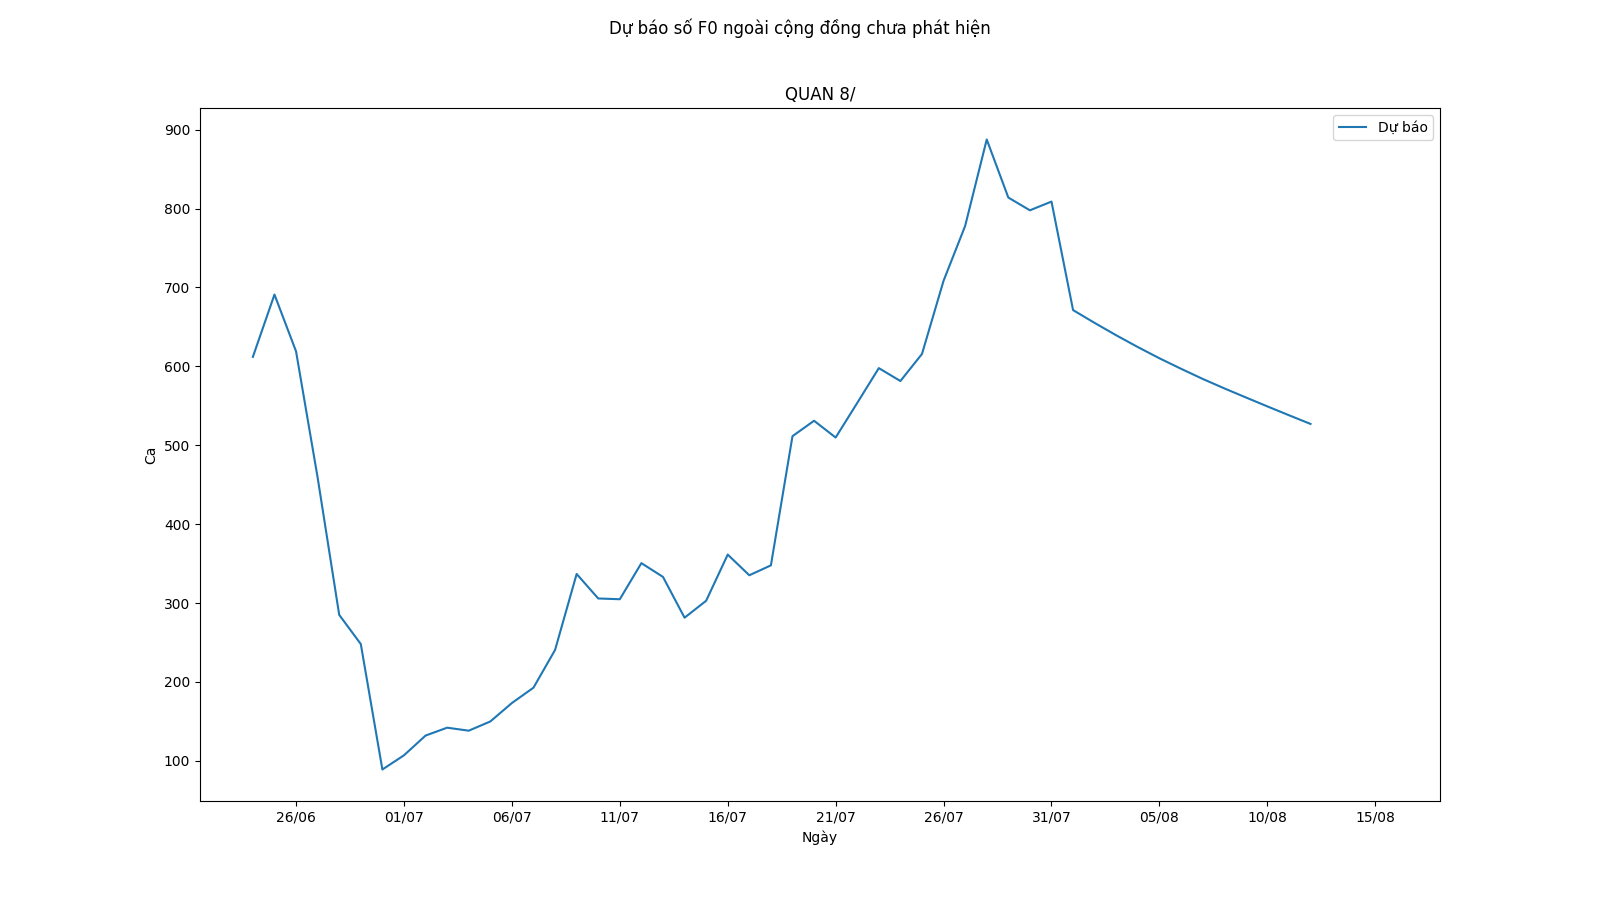 Dự báo số F0 ngoài cộng đồng chưa phát hiện
QUAN 8/
Dự báo
900
800
700
600
500
400
300
200
100
Ca
26/06 01/07 06/07 11/07 16/07 21/07 26/07 31/07 05/08 10/08 15/08
Ngày